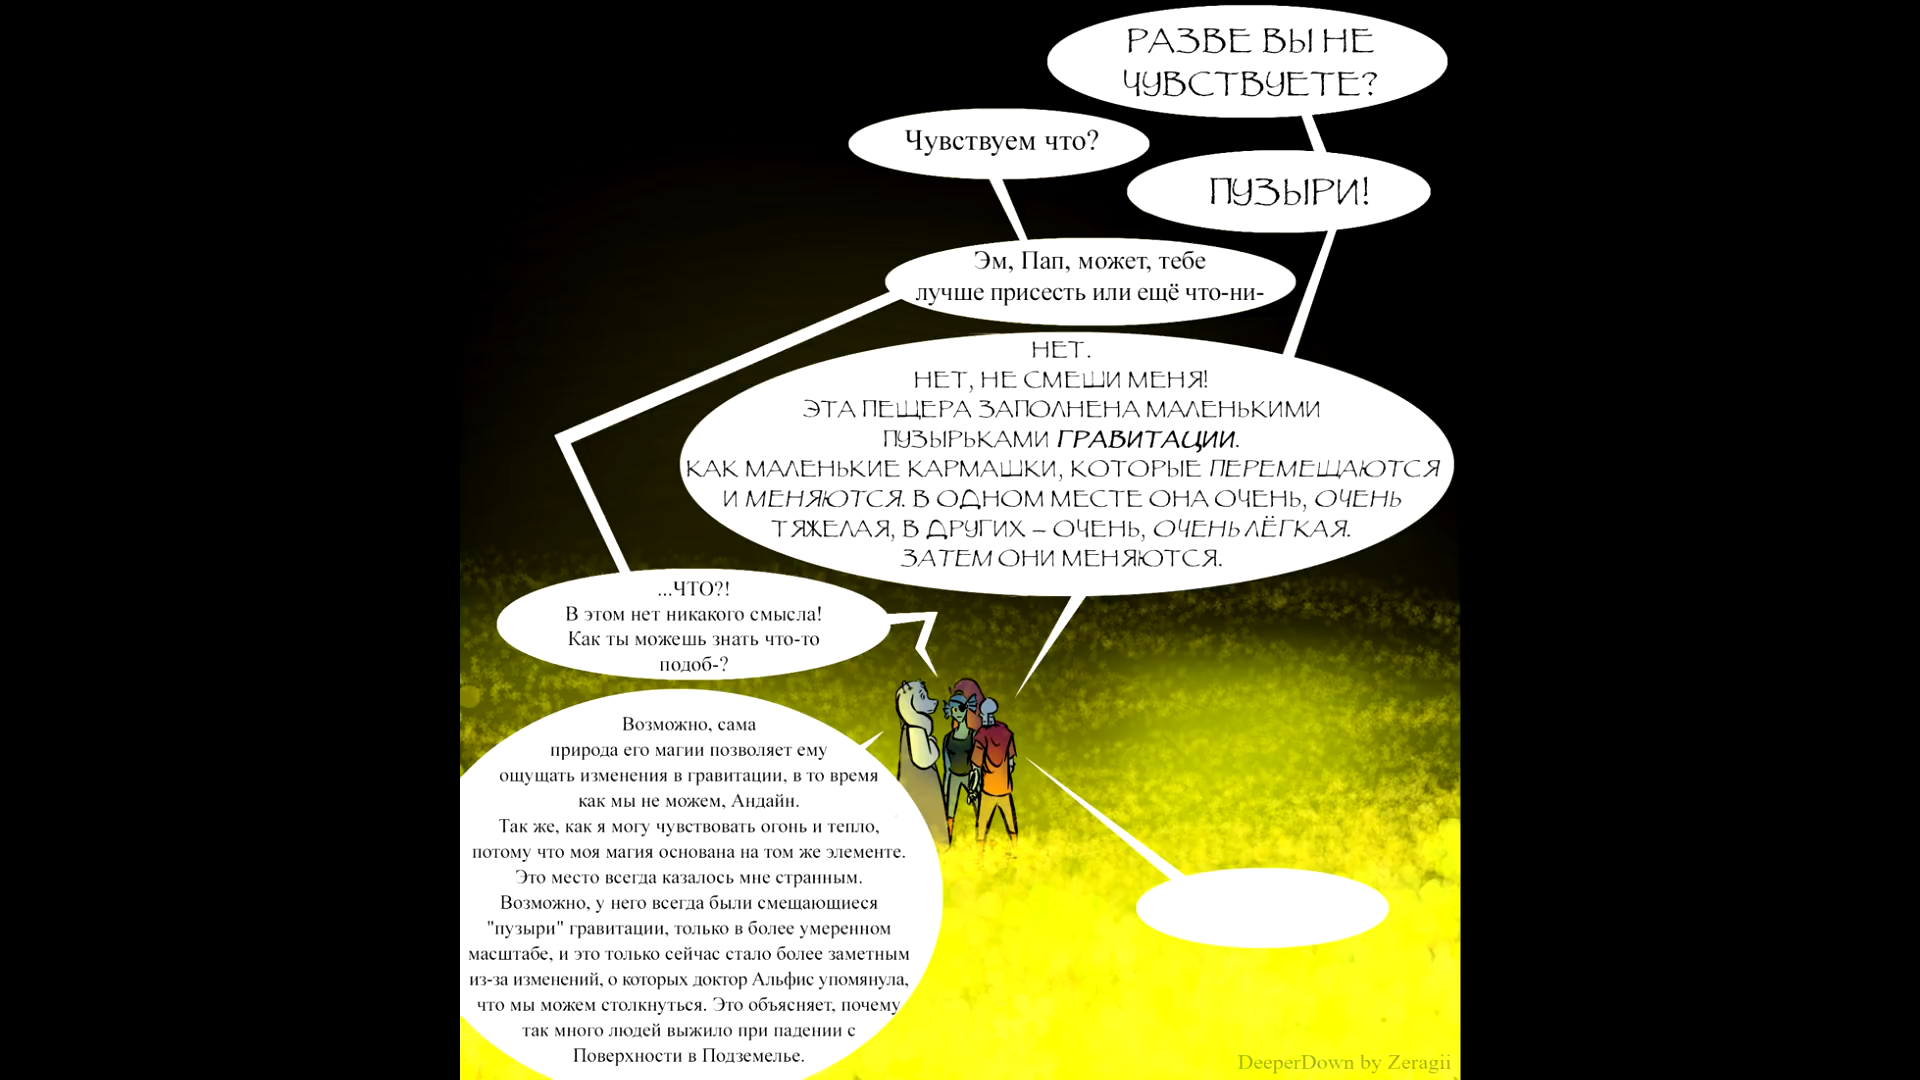 РАЗВЕ ВЫ НЕ
ЧУВСТВУЕТЕ?
Чувствуем что?
ПУЗЫРИ!
Эм, Пап, может, тебе
лучше присесть или ещё что-ни-
НЕТ.
НЕТ, НЕ СМЕШИ МЕНЯ!
ЭТА ПЕЩЕРА ЗАПОЛНЕНА МАЛЕНЬКИМИ
ПУЗЫРЬКАМИ ГРАВИТАЦИИ.
КАК МАЛЕНЬКИЕ КАРМАШКИ, КОТОРЫЕ ПЕРЕМЕЩАЮТСЯ
И МЕНЯЮТСЯ. В ОДНОМ МЕСТЕ ОНА ОЧЕНЬ, ОЧЕНЬ
ТЯЖЕЛАЯ, В ДРУГИХ – ОЧЕНЬ, ОЧЕНЬ ЛЁГКАЯ.
ЗАТЕМ ОНИ МЕНЯЮТСЯ.
...ЧТО?!
В этом нет никакого смысла!
Как ты можешь знать что-то
подоб-?
Возможно, сама
природа его магии позволяет ему
ощущать изменения в гравитации, в то время
как мы не можем, Андайн.
Так же, как я могу чувствовать огонь и тепло,
потому что моя магия основана на том же элементе.
Это место всегда казалось мне странным.
Возможно, у него всегда были смещающиеся
"пузыри" гравитации, только в более умеренном
масштабе, и это только сейчас стало более заметным
из-за изменений, о которых доктор Альфис упомянула,
что мы можем столкнуться. Это объясняет, почему
так много людей выжило при падении с
Поверхности в Подземелье.
DeeperDown by Zeragii